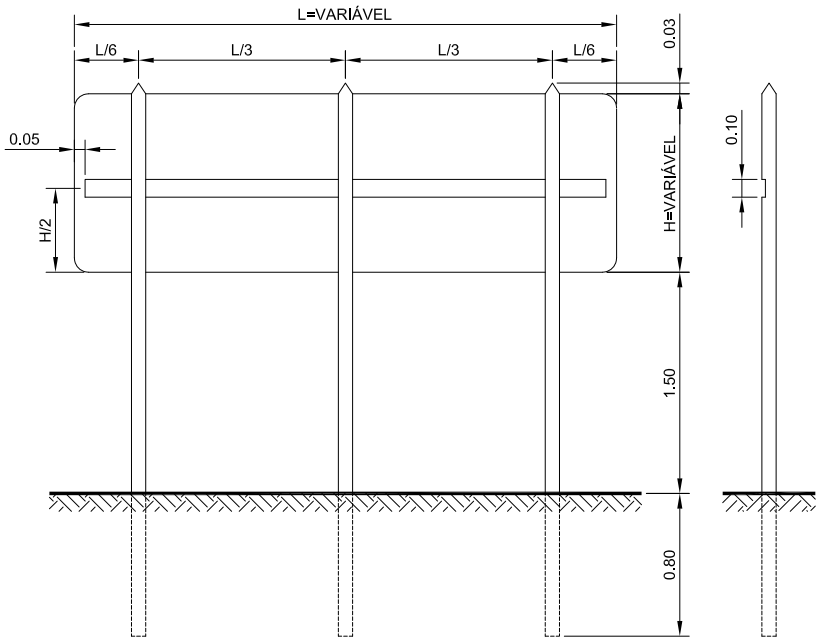 L=VARIÁVEL
L/6
L/3
L/3
L/6
0.03
0.05
H/2
H=VARIÁVEL
0.10
1.50
0.80